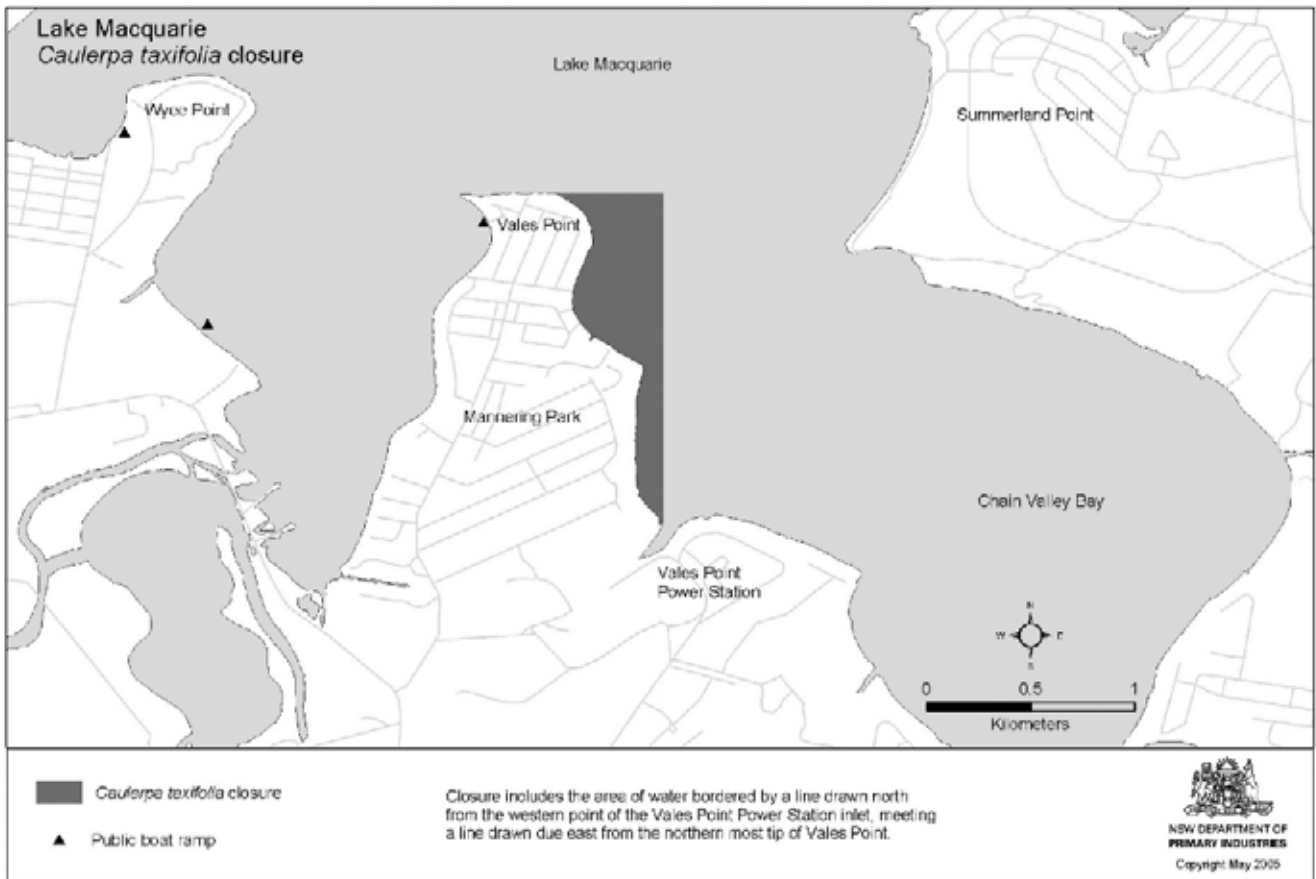 Lake Macquarie
Caulerpa taxifolia closure
Lake Macquarie
Wyee Point
Summerland Point
Vales Point
Mannering Park
Chain Valley Bay
Vales Point
Power Station
N
W E
S
0 0.5 1
Kilometers
Caulerpa taxifolia closure
Public boat ramp
Closure includes the area of water bordered by a line drawn north
from the western point of the Vales Point Power Station inlet, meeting
a line drawn due east from the northern most tip of Vales Point.
NSW DEPARTMENT OF
PRIMARY INDUSTRIES
Copyright May 2005